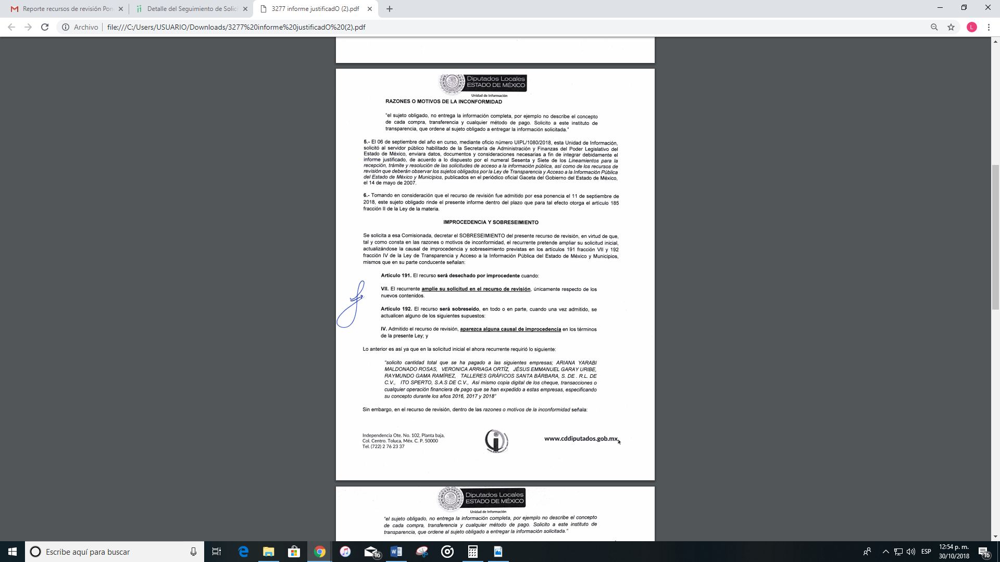 Reporte recursos de revisión Pon
Detalle del Seguimiento de Solici
3277 informe justificadO (2).pdf
Archivo
file:///C:/Users/USUARIO/Downloads/3277%20informe%20justificadO%20(2).pdf
L
Diputados Locales
ESTADO DE MÉXICO
Unidad de Información
RAZONES O MOTIVOS DE LA INCONFORMIDAD
"el sujeto obligado, no entrega la información completa, por ejemplo no describe el concepto
de cada compra, transferencia y cualquier método de pago. Solicito a este instituto de
transparencia, que ordene al sujeto obligado a entregar la información solicitada."
5.- El 06 de septiembre del año en curso, mediante oficio número UIPL/1080/2018, esta Unidad de Información,
solicitó al servidor público habilitado de la Secretaría de Administración y Finanzas del Poder Legislativo del
Estado de México, enviara datos, documentos y consideraciones necesarias a fin de integrar debidamente el
informe justificado, de acuerdo a lo dispuesto por el numeral Sesenta y Siete de los Lineamientos para la
recepción, trámite y resolución de las solicitudes de acceso a la información pública, así como de los recursos de
revisión que deberán observar los sujetos obligados por la Ley de Transparencia y Acceso a la Información Pública
del Estado de México y Municipios, publicados en el periódico oficial Gaceta del Gobierno del Estado de México,
el 14 de mayo de 2007.
6.- Tomando en consideración que el recurso de revisión fue admitido por esa ponencia el 11 de septiembre de
2018, este sujeto obligado rinde el presente informe dentro del plazo que para tal efecto otorga el artículo 185
fracción II de la Ley de la materia.
IMPROCEDENCIA Y SOBRESEIMIENTO
Se solicita a esa Comisionada, decretar el SOBRESEIMIENTO del presente recurso de revisión, en virtud de que,
tal y como consta en las razones o motivos de inconformidad, el recurrente pretende ampliar su solicitud inicial,
actualizándose la causal de improcedencia y sobreseimiento previstas en los artículos 191 fracción VII y 192
fracción IV de la Ley de Transparencia y Acceso a la Información Pública del Estado de México y Municipios,
mismos que en su parte conducente señalan:
Artículo 191. El recurso será desechado por improcedente cuando:
VII. El recurrente amplíe su solicitud en el recurso de revisión, únicamente respecto de los
nuevos contenidos.
Artículo 192. El recurso será sobreseído, en todo o en parte, cuando una vez admitido, se
actualicen alguno de los siguientes supuestos:
IV. Admitido el recurso de revisión, aparezca alguna causal de improcedencia en los términos
de la presente Ley; y
Lo anterior es así ya que en la solicitud inicial el ahora recurrente requirió lo siguiente:
"solicito cantidad total que se ha pagado a las siguientes empresas; ARIANA YARABI
MALDONADO ROSAS, VERONICA ARRIAGA ORTÍZ, JÉSUS EMMANUEL GARAY URIBE,
RAYMUNDO GAMA RAMÍREZ, TALLERES GRÁFICOS SANTA BÁRBARA, S. DE . R.L. DE
C.V., ITO SPERTO, S.A.S DE C.V., Así mismo copia digital de los cheque, transacciones o
cualquier operación financiera de pago que se han expedido a estas empresas, especificando
su concepto durante los años 2016, 2017 y 2018"
Sin embargo, en el recurso de revisión, dentro de las razones o motivos de la inconformidad señala:
Independencia Ote. No. 102, Planta baja,
Col. Centro. Toluca, Méx. C. P. 50000
Tel. (722) 2 76 23 37
www.cddiputados.gob.mx
Diputados Locales
ESTADO DE MÉXICO
Unidad de Información
"el sujeto obligado, no entrega la información completa, por ejemplo no describe el concepto
de cada compra, transferencia y cualquier método de pago. Solicito a este instituto de
transparencia, que ordene al sujeto obligado a entregar la información solicitada."
Escribe aquí para buscar
16
ESP
12:54 p. m.
30/10/2018
16